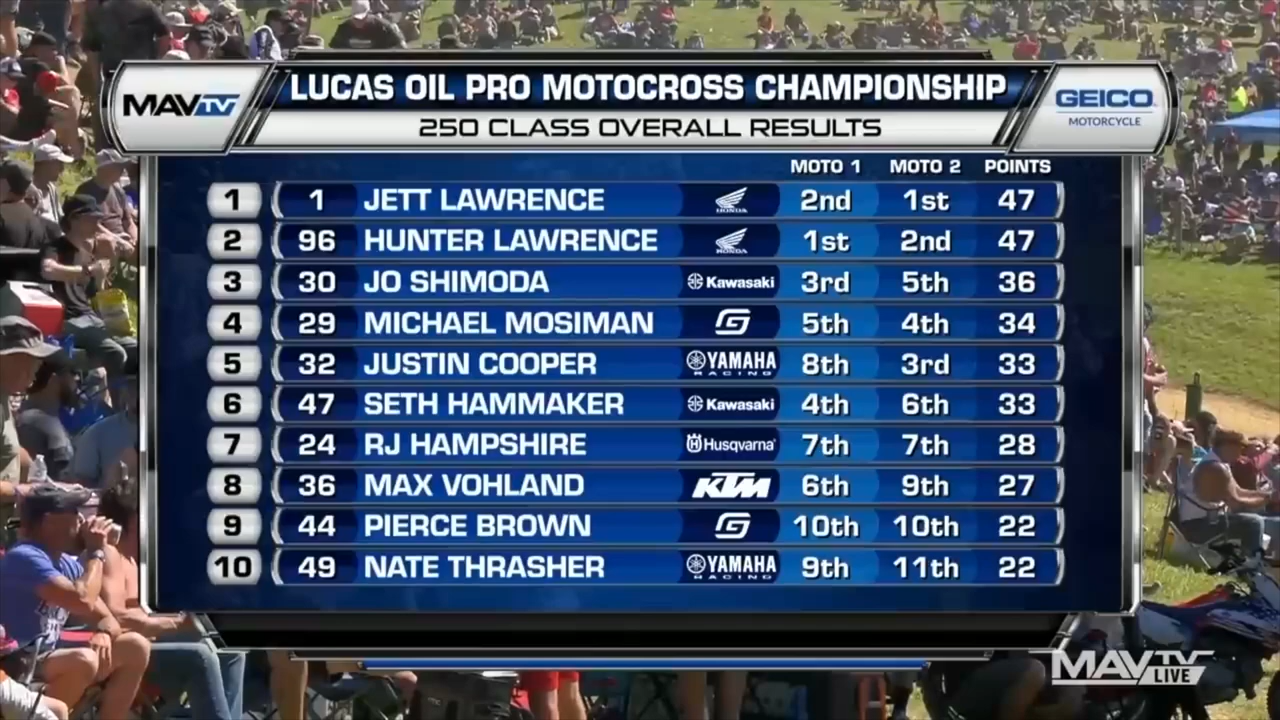 MAVTV
LUCAS OIL PRO MOTOCROSS CHAMPIONSHIP
GEICO
MOTORCYCLE
250 CLASS OVERALL RESULTS
MOTO 1 MOTO 2 POINTS
1 1 JETT LAWRENCE HONDA 2nd 1st 47
2 96 HUNTER LAWRENCE HONDA 1st 2nd 47
3 30 JO SHIMODA Kawasaki 3rd 5th 36
4 29 MICHAEL MOSIMAN G 5th 4th 34
5 32 JUSTIN COOPER YAMAHA RACING 8th 3rd 33
6 47 SETH HAMMAKER Kawasaki 4th 6th 33
7 24 RJ HAMPSHIRE Husqvarna 7th 7th 28
8 36 MAX VOHLAND KTM 6th 9th 27
9 44 PIERCE BROWN G 10th 10th 22
10 49 NATE THRASHER YAMAHA RACING 9th 11th 22
MAVTV
LIVE